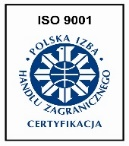 ISO 9001
• POLSKA IZBA •
HANDLU ZAGRANICZNEGO
CERTYFIKACJA